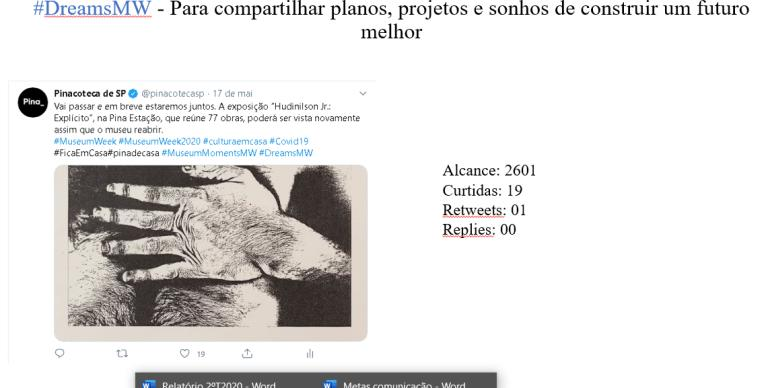 #DreamsMW - Para compartilhar planos, projetos e sonhos de construir um futuro
melhor
Pina_
Pinacoteca de SP @pinacotecasp · 17 de mai
Vai passar e em breve estaremos juntos. A exposição "Hudinilson Jr.:
Explícito", na Pina Estação, que reúne 77 obras, poderá ser vista novamente
assim que o museu reabrir.
#MuseumWeek #MuseumWeek2020 #culturaemcasa #Covid19
#FicaEmCasa#pinadecasa #MuseumMomentsMW #DreamsMW
19
Alcance: 2601
Curtidas: 19
Retweets: 01
Replies: 00
Relatório 2ºT2020 - Word
Metas comunicação - Word